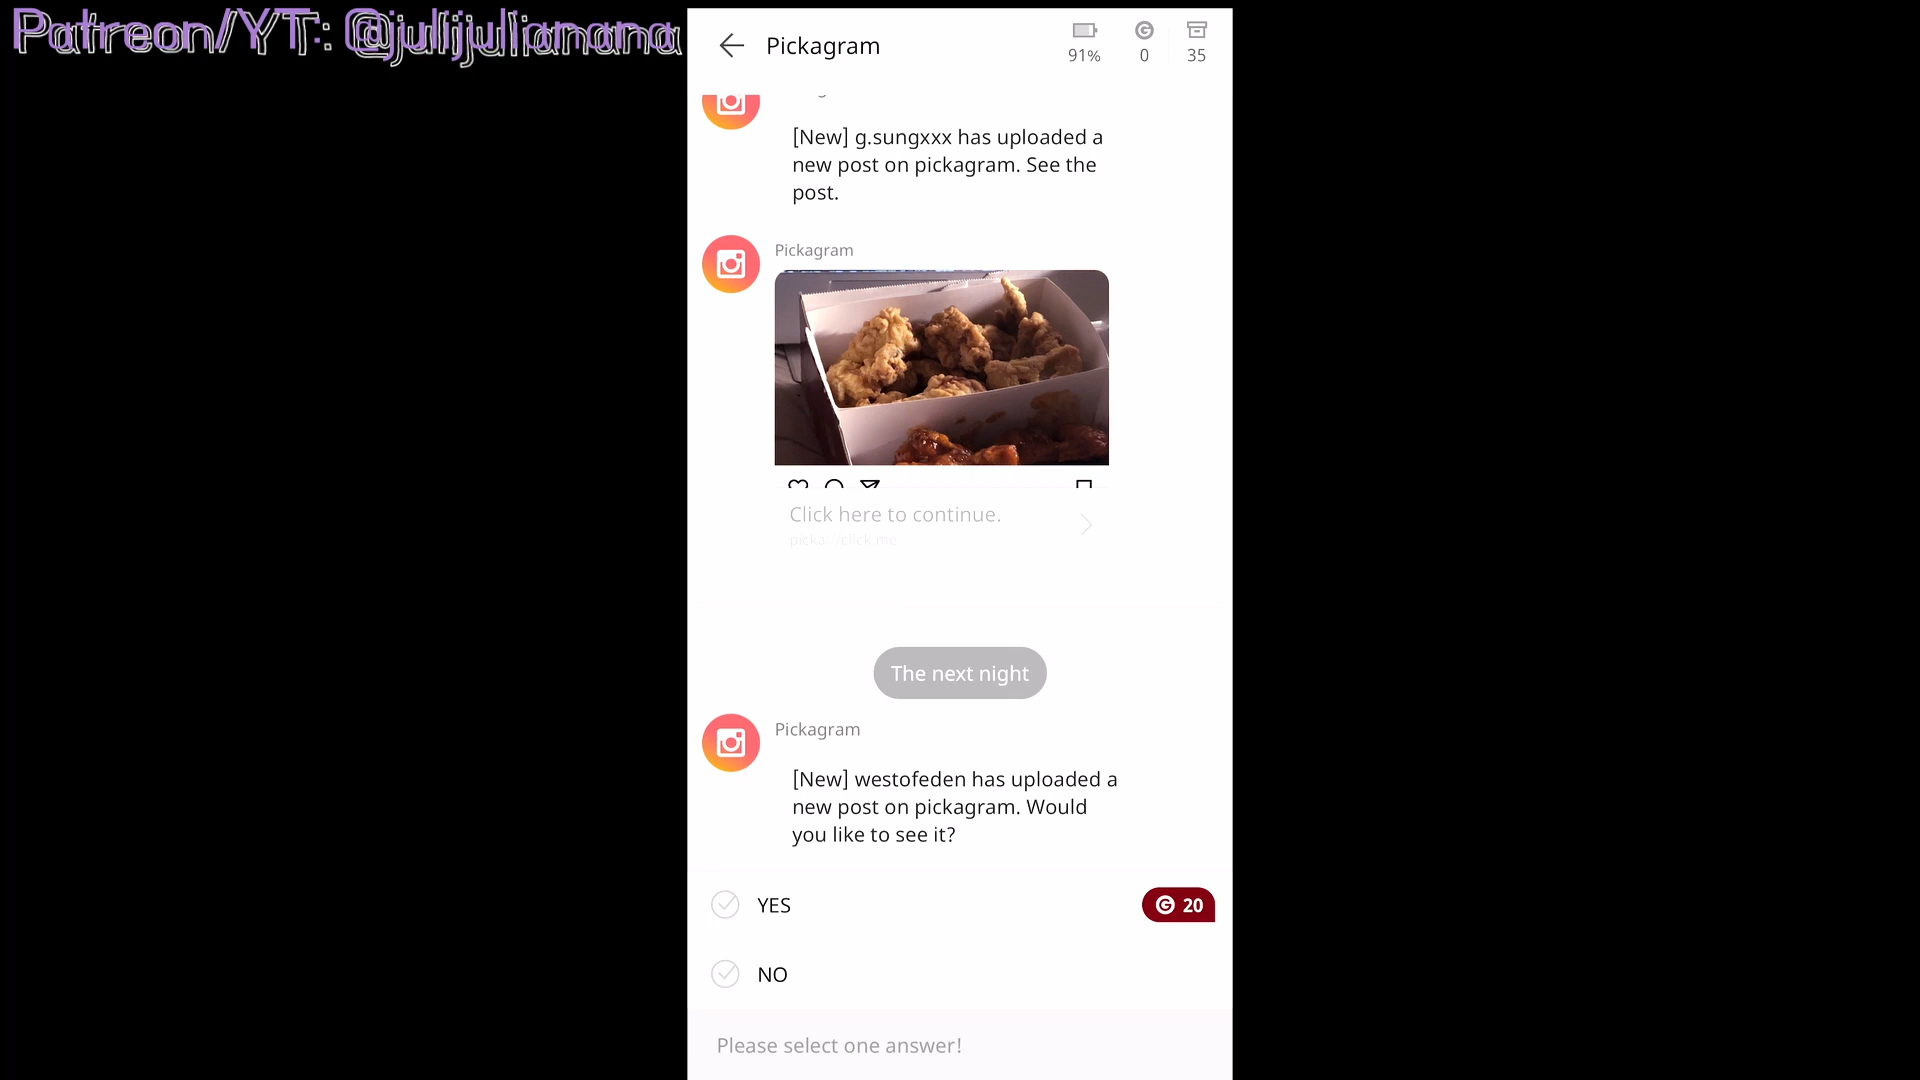 Patreon/YT: @julijulianana
Pickagram
91%
0
35
[New] g.sungxxx has uploaded a
new post on pickagram. See the
post.
Pickagram
Click here to continue.
The next night
Pickagram
[New] westofeden has uploaded a
new post on pickagram. Would
you like to see it?
YES
20
NO
Please select one answer!